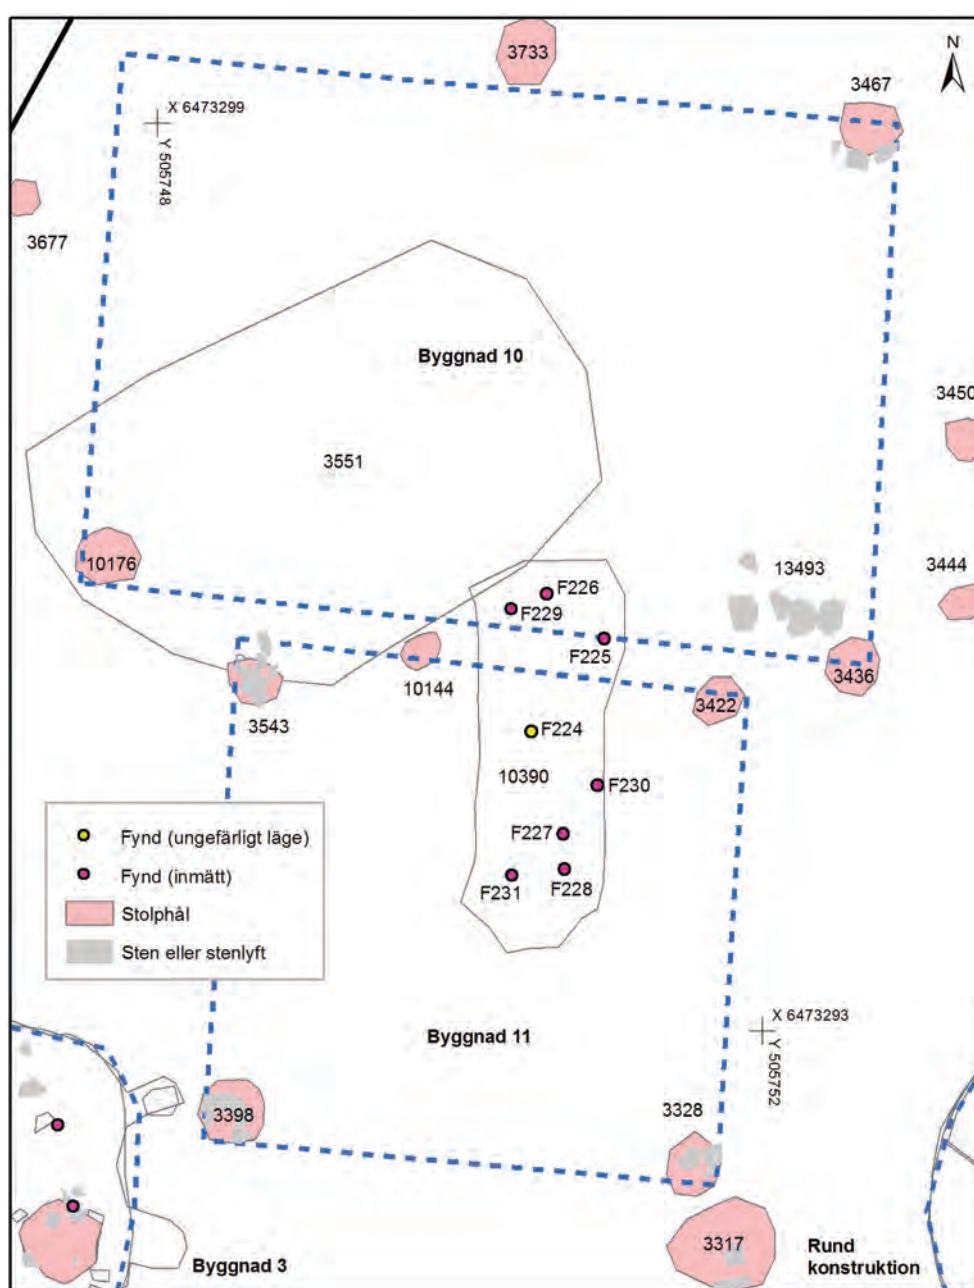 3733
N
3467
X 6473299
Y 505748
3677
Byggnad 10
3450
3551
10176
13493
3444
F226
F229
F225
10144
3436
3422
3543
F224
10390
F230
Fynd (ungefärligt läge)
F227
Fynd (inmätt)
F231
F228
Stolphål
Sten eller stenlyft
X 6473293
Byggnad 11
Y 505752
3398
3328
3317
Rund
konstruktion
Byggnad 3